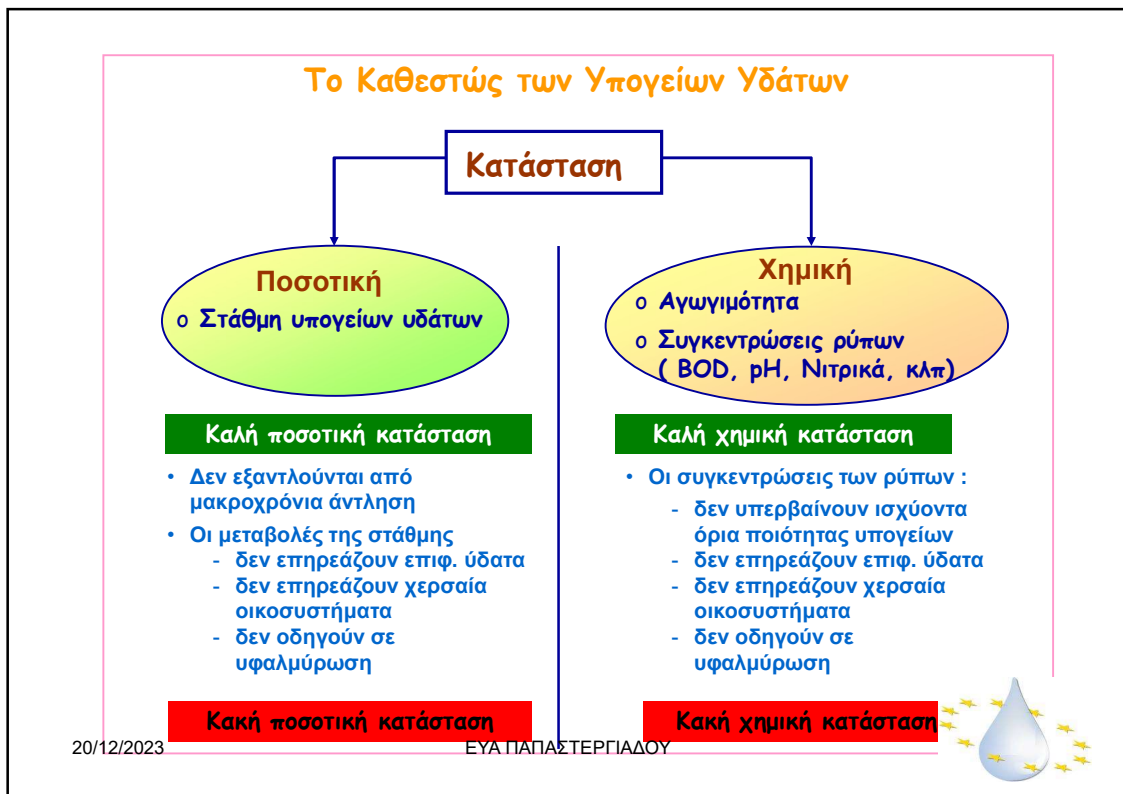 Το Καθεστώς των Υπογείων Υδάτων
Κατάσταση
Ποσοτική
o Στάθμη υπογείων υδάτων
Χημική
o Αγωγιμότητα
o Συγκεντρώσεις ρύπων
( BOD, pH, Νιτρικά, κλπ)
Καλή ποσοτική κατάσταση
• Δεν εξαντλούνται από
μακροχρόνια άντληση
• Οι μεταβολές της στάθμης
- δεν επηρεάζουν επιφ. ύδατα
- δεν επηρεάζουν χερσαία
οικοσυστήματα
- δεν οδηγούν σε
υφαλμύρωση
Κακή ποσοτική κατάσταση
Καλή χημική κατάσταση
• Οι συγκεντρώσεις των ρύπων :
- δεν υπερβαίνουν ισχύοντα
όρια ποιότητας υπογείων
- δεν επηρεάζουν επιφ. ύδατα
- δεν επηρεάζουν χερσαία
οικοσυστήματα
- δεν οδηγούν σε
υφαλμύρωση
Κακή χημική κατάσταση
20/12/2023
ΕΥΑ ΠΑΠΑΣΤΕΡΓΙΑΔΟΥ